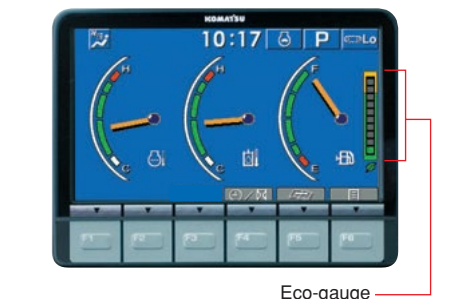 KOMATSU
10:17 P Lo
H H F
C C E
F1 F2 F3 F4 F5 F6
Eco-gauge